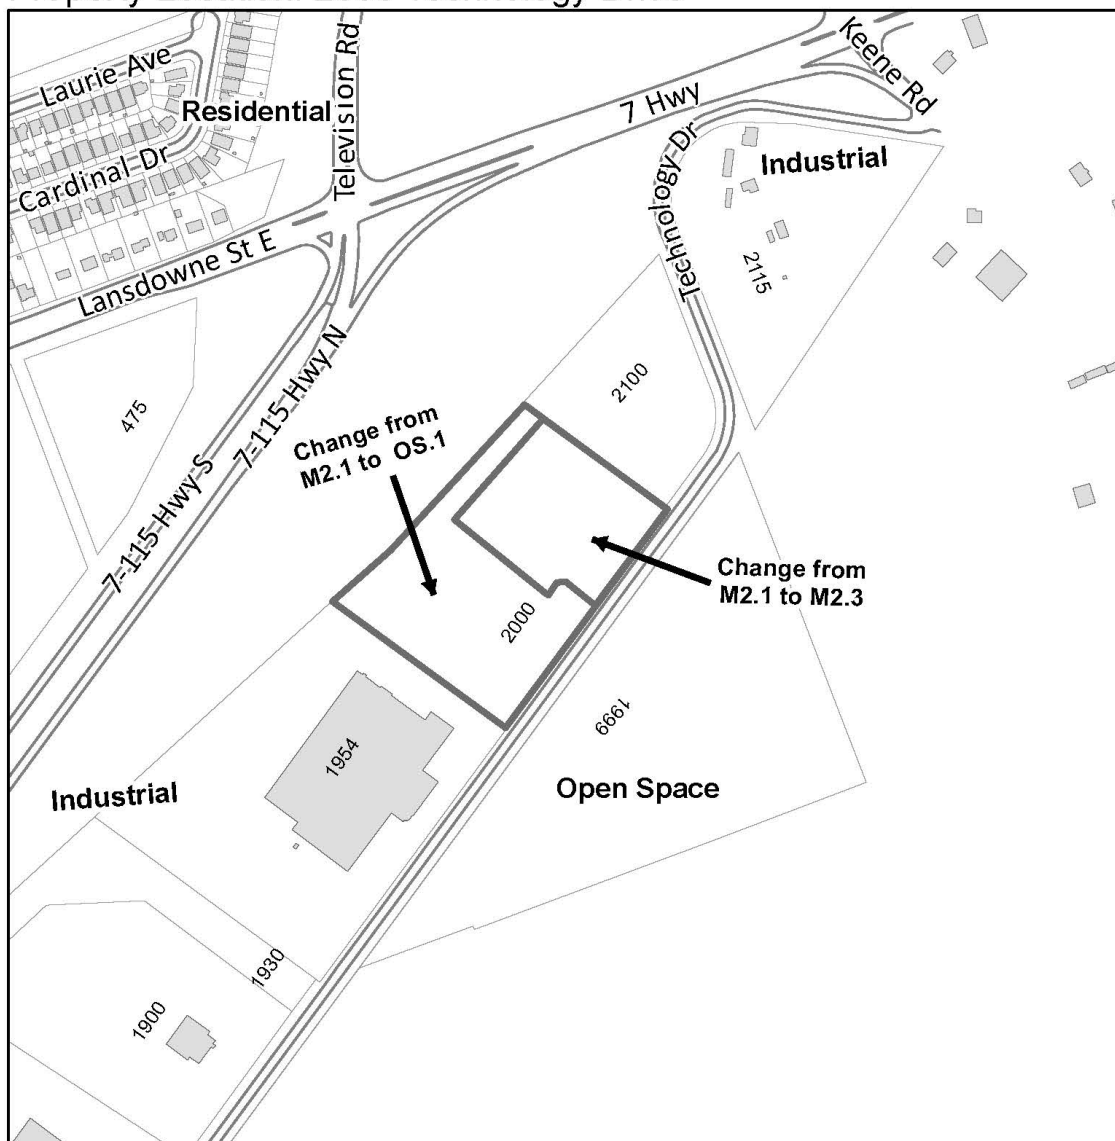 Laurie Ave
Residential
Cardinal Dr
Television Rd
7 Hwy
Keene Rd
Technology Dr
Industrial
2115
Lansdowne St E
475
7-115 Hwy N
7-115 Hwy S
2100
Change from
M2.1 to OS.1
Change from
M2.1 to M2.3
2000
1999
1954
Industrial
Open Space
1930
1900